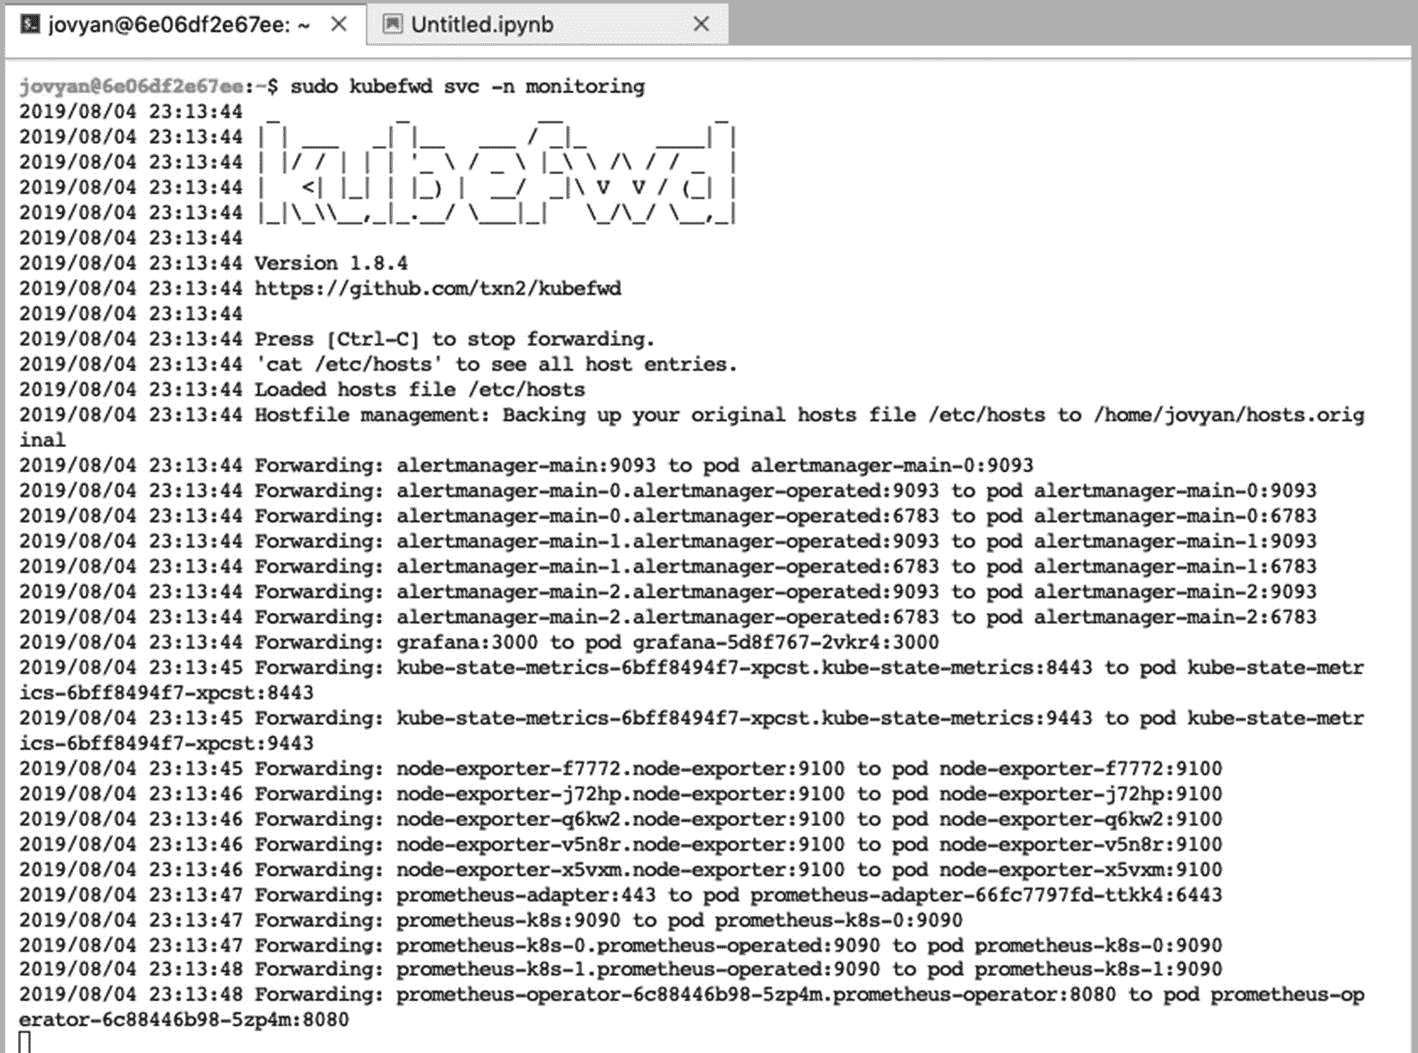 jovyan@6e06df2e67ee: ~
Untitled.ipynb
jovyan@6e06df2e67ee:~$ sudo kubefwd svc -n monitoring
2019/08/04 23:13:44  _          _           __             _
2019/08/04 23:13:44 | | ___   _| |__   ___ / _|_      ____| |
2019/08/04 23:13:44 | |/ / | | | '_ \ / _ \ |_\ \ /\ / / _  |
2019/08/04 23:13:44 |   <| |_| | |_) |  __/  _|\ V  V / (_| |
2019/08/04 23:13:44 |_|\_\\__,_|_.__/ \___|_|   \_/\_/ \__,_|
2019/08/04 23:13:44
2019/08/04 23:13:44 Version 1.8.4
2019/08/04 23:13:44 https://github.com/txn2/kubefwd
2019/08/04 23:13:44
2019/08/04 23:13:44 Press [Ctrl-C] to stop forwarding.
2019/08/04 23:13:44 'cat /etc/hosts' to see all host entries.
2019/08/04 23:13:44 Loaded hosts file /etc/hosts
2019/08/04 23:13:44 Hostfile management: Backing up your original hosts file /etc/hosts to /home/jovyan/hosts.orig
inal
2019/08/04 23:13:44 Forwarding: alertmanager-main:9093 to pod alertmanager-main-0:9093
2019/08/04 23:13:44 Forwarding: alertmanager-main-0.alertmanager-operated:9093 to pod alertmanager-main-0:9093
2019/08/04 23:13:44 Forwarding: alertmanager-main-0.alertmanager-operated:6783 to pod alertmanager-main-0:6783
2019/08/04 23:13:44 Forwarding: alertmanager-main-1.alertmanager-operated:9093 to pod alertmanager-main-1:9093
2019/08/04 23:13:44 Forwarding: alertmanager-main-1.alertmanager-operated:6783 to pod alertmanager-main-1:6783
2019/08/04 23:13:44 Forwarding: alertmanager-main-2.alertmanager-operated:9093 to pod alertmanager-main-2:9093
2019/08/04 23:13:44 Forwarding: alertmanager-main-2.alertmanager-operated:6783 to pod alertmanager-main-2:6783
2019/08/04 23:13:44 Forwarding: grafana:3000 to pod grafana-5d8f767-2vkr4:3000
2019/08/04 23:13:45 Forwarding: kube-state-metrics-6bff8494f7-xpcst.kube-state-metrics:8443 to pod kube-state-metr
ics-6bff8494f7-xpcst:8443
2019/08/04 23:13:45 Forwarding: kube-state-metrics-6bff8494f7-xpcst.kube-state-metrics:9443 to pod kube-state-metr
ics-6bff8494f7-xpcst:9443
2019/08/04 23:13:45 Forwarding: node-exporter-f7772.node-exporter:9100 to pod node-exporter-f7772:9100
2019/08/04 23:13:46 Forwarding: node-exporter-j72hp.node-exporter:9100 to pod node-exporter-j72hp:9100
2019/08/04 23:13:46 Forwarding: node-exporter-q6kw2.node-exporter:9100 to pod node-exporter-q6kw2:9100
2019/08/04 23:13:46 Forwarding: node-exporter-v5n8r.node-exporter:9100 to pod node-exporter-v5n8r:9100
2019/08/04 23:13:46 Forwarding: node-exporter-x5vxm.node-exporter:9100 to pod node-exporter-x5vxm:9100
2019/08/04 23:13:47 Forwarding: prometheus-adapter:443 to pod prometheus-adapter-66fc7797fd-ttkk4:6443
2019/08/04 23:13:47 Forwarding: prometheus-k8s:9090 to pod prometheus-k8s-0:9090
2019/08/04 23:13:47 Forwarding: prometheus-k8s-0.prometheus-operated:9090 to pod prometheus-k8s-0:9090
2019/08/04 23:13:48 Forwarding: prometheus-k8s-1.prometheus-operated:9090 to pod prometheus-k8s-1:9090
2019/08/04 23:13:48 Forwarding: prometheus-operator-6c88446b98-5zp4m.prometheus-operator:8080 to pod prometheus-op
erator-6c88446b98-5zp4m:8080